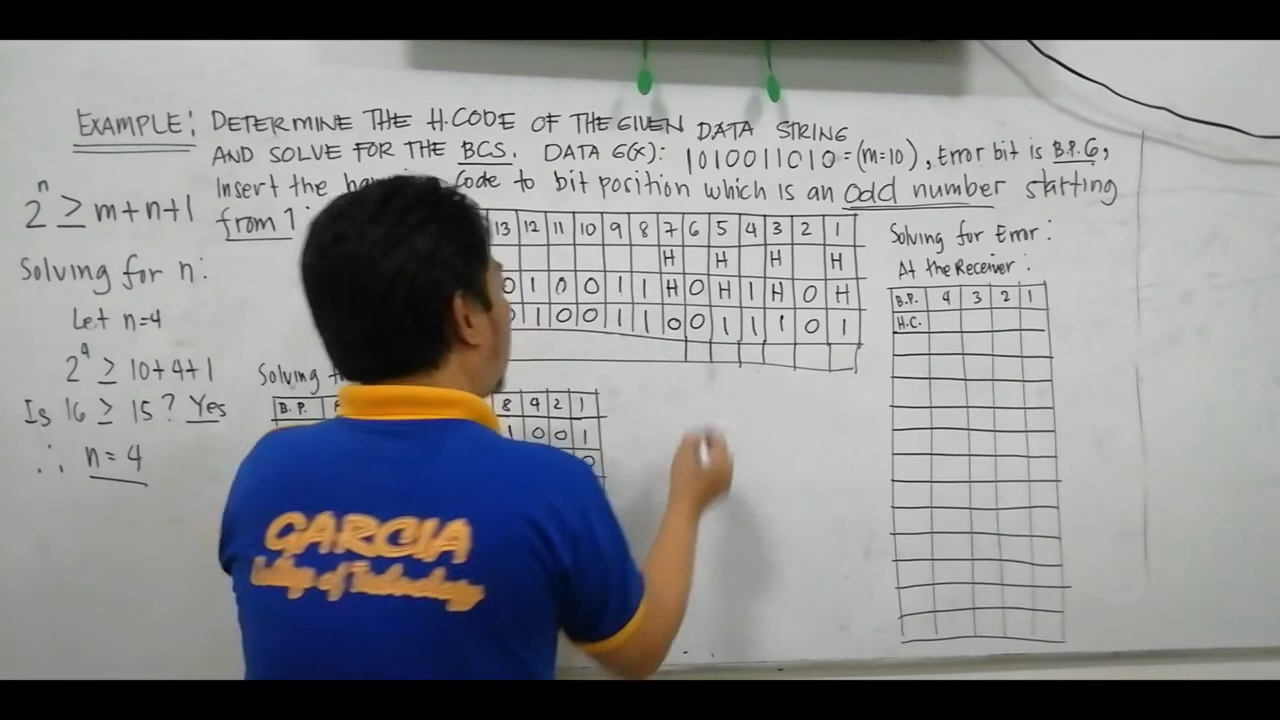 EXAMPLE: DETERMINE THE H.CODE OF THE GIVEN DATA STRING
AND SOLVE FOR THE BCS. DATA G(X): 1010011010=(m=10), Error bit is B.P. 6,
Insert the Code to bit position which is an odd number starting
from 1
2^n ≥ m+n+1
Solving for n:
Let n=4
2^4 ≥ 10+4+1
Is 16 ≥ 15? Yes
∴ n=4
13 12 11 10 9 8 7 6 5 4 3 2 1
H H H H
0 1 0 0 1 1 H 0 H 1 H 0 H
1 0 0 1 1 0 0 1 1 1 0 1
Solving
B.P. 8 4 2 1
1 0 0 1
0
Solving for Error:
At the Receiver:
B.P. 4 3 2 1
H.C.
GARCIA
College of Technology